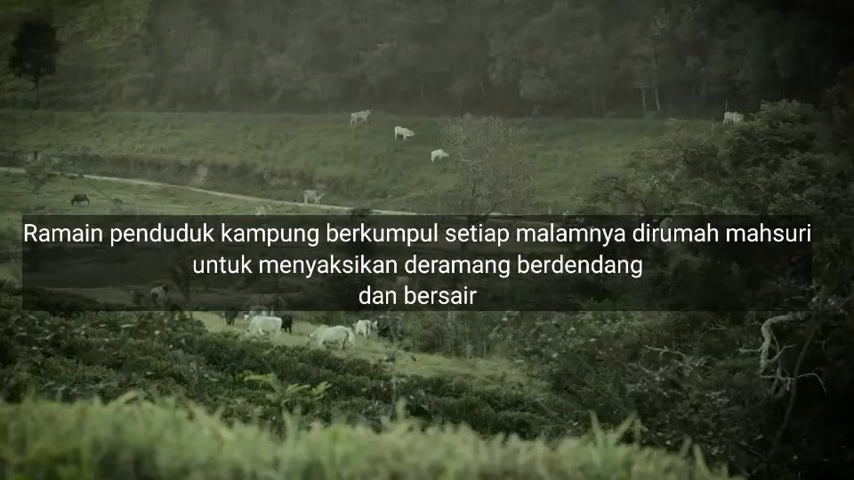 Ramain penduduk kampung berkumpul setiap malamnya dirumah mahsuri
untuk menyaksikan deramang berdendang
dan bersair